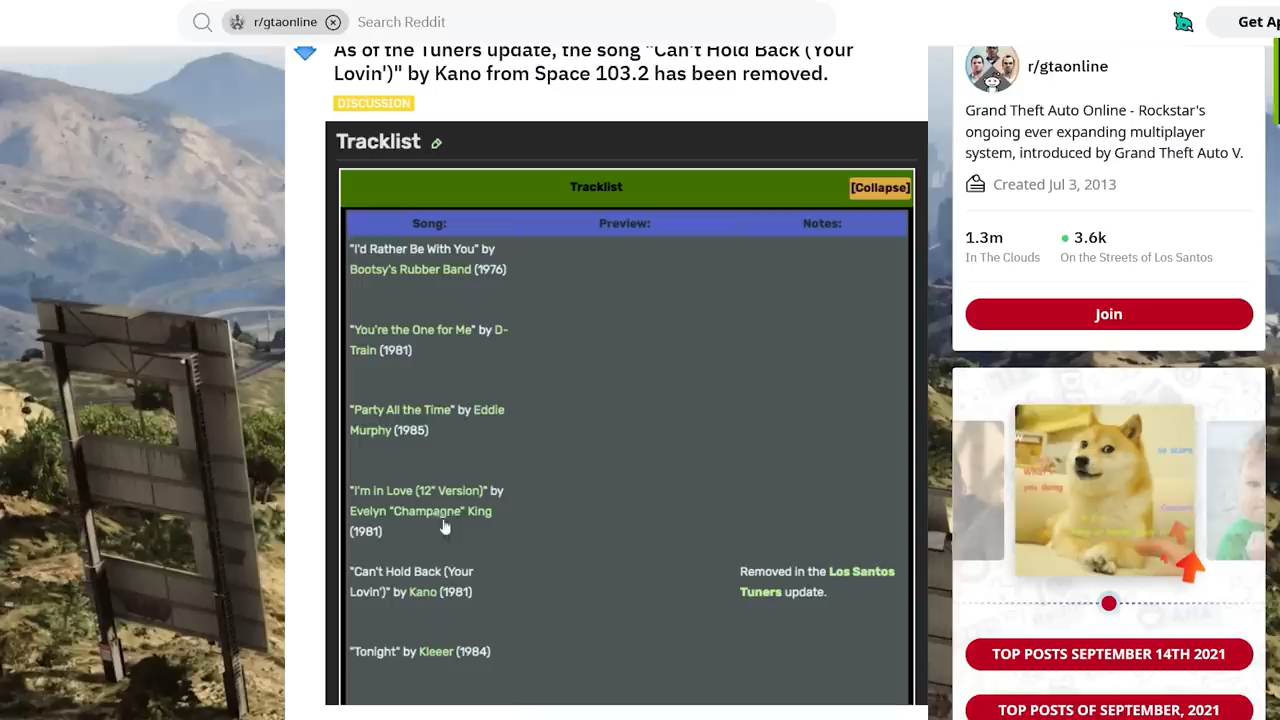 r/gtaonline
Search Reddit
Get Ap
As of the Tuners update, the song "Can't Hold Back (Your
Lovin')" by Kano from Space 103.2 has been removed.
DISCUSSION
Tracklist
Tracklist
[Collapse]
Song:
Preview:
Notes:
"I'd Rather Be With You" by
Bootsy's Rubber Band (1976)
"You're the One for Me" by D-
Train (1981)
"Party All the Time" by Eddie
Murphy (1985)
"I'm in Love (12" Version)" by
Evelyn "Champagne" King
(1981)
"Can't Hold Back (Your
Lovin')" by Kano (1981)
Removed in the Los Santos
Tuners update.
"Tonight" by Kleeer (1984)
r/gtaonline
Grand Theft Auto Online - Rockstar's
ongoing ever expanding multiplayer
system, introduced by Grand Theft Auto V.
Created Jul 3, 2013
1.3m
3.6k
In The Clouds
On the Streets of Los Santos
Join
you doing
TOP POSTS SEPTEMBER 14TH 2021
TOP POSTS OF SEPTEMBER, 2021